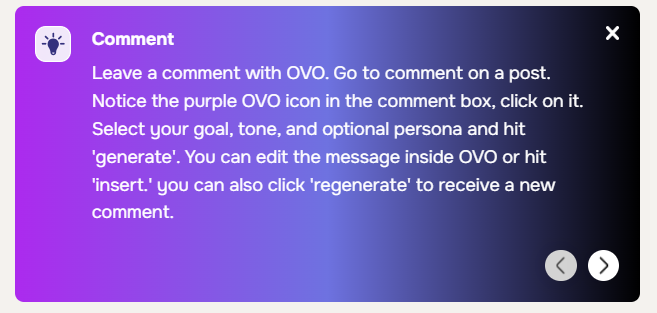 Comment
Leave a comment with OVO. Go to comment on a post.
Notice the purple OVO icon in the comment box, click on it.
Select your goal, tone, and optional persona and hit
'generate'. You can edit the message inside OVO or hit
'insert.' you can also click 'regenerate' to receive a new
comment.